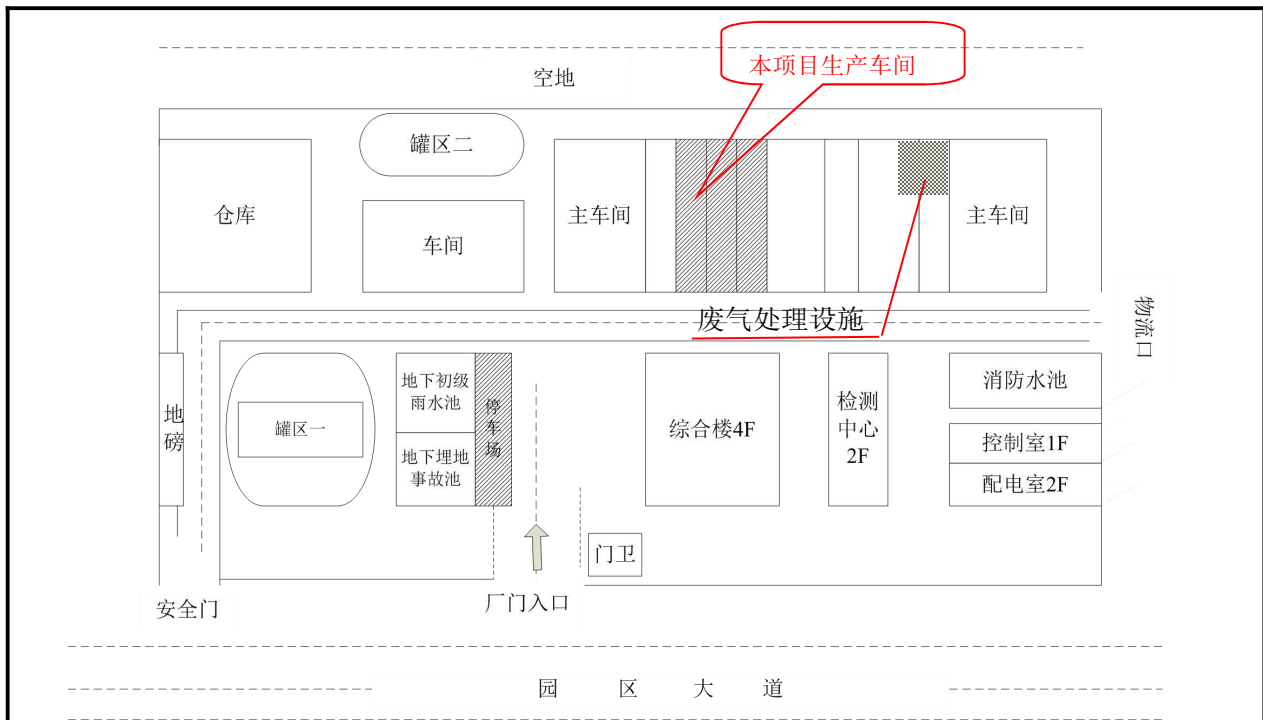 本项目生产车间
空地
罐区二
仓库
车间
主车间
主车间
废气处理设施
物流口
地磅
罐区一
地下初级
雨水池
地下埋地
事故池
停车场
综合楼4F
检测
中心
2F
消防水池
控制室1F
配电室2F
门卫
安全门
厂门入口
园区大道